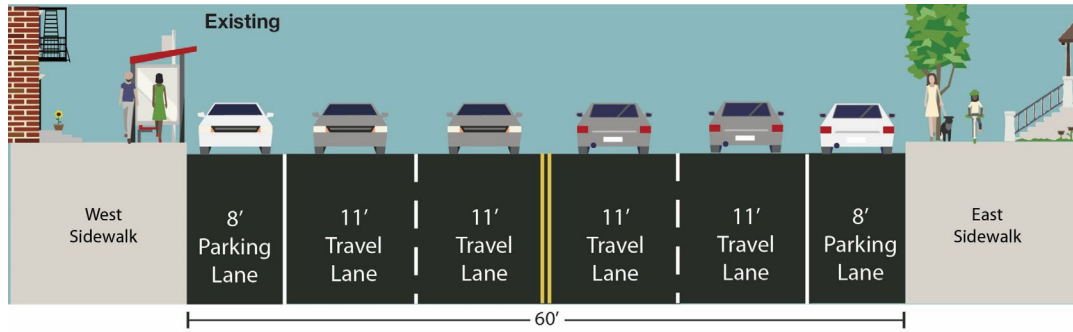 Existing
West
Sidewalk
8’
Parking
Lane
11’
Travel
Lane
11’
Travel
Lane
11’
Travel
Lane
11’
Travel
Lane
8’
Parking
Lane
East
Sidewalk
60’